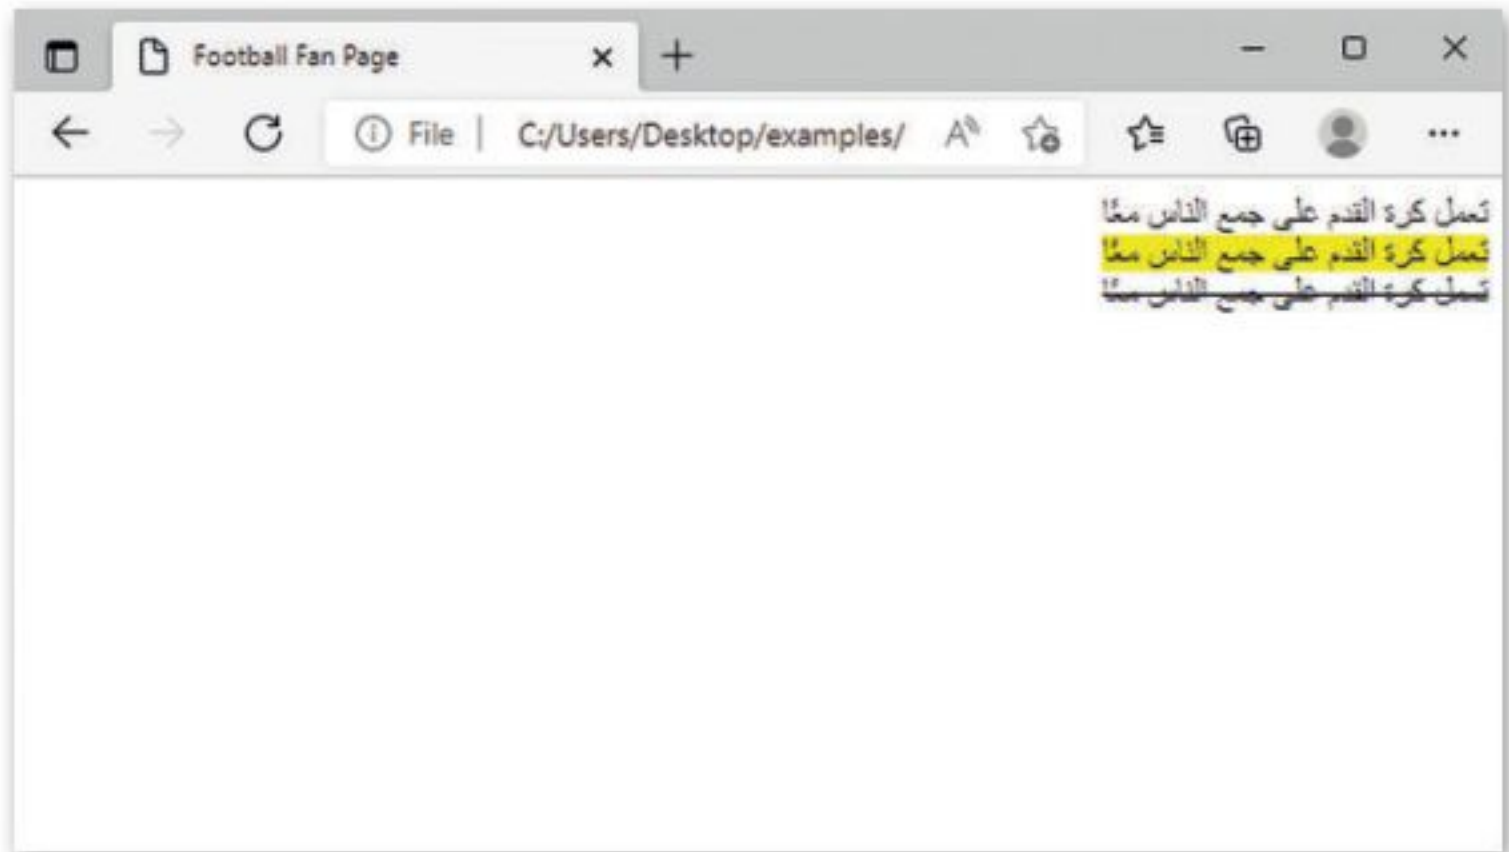 Football Fan Page
File | C:/Users/Desktop/examples/
تعمل كرة القدم على جمع الناس معًا
تعمل كرة القدم على جمع الناس معًا
تعمل كرة القدم على جمع الناس معًا